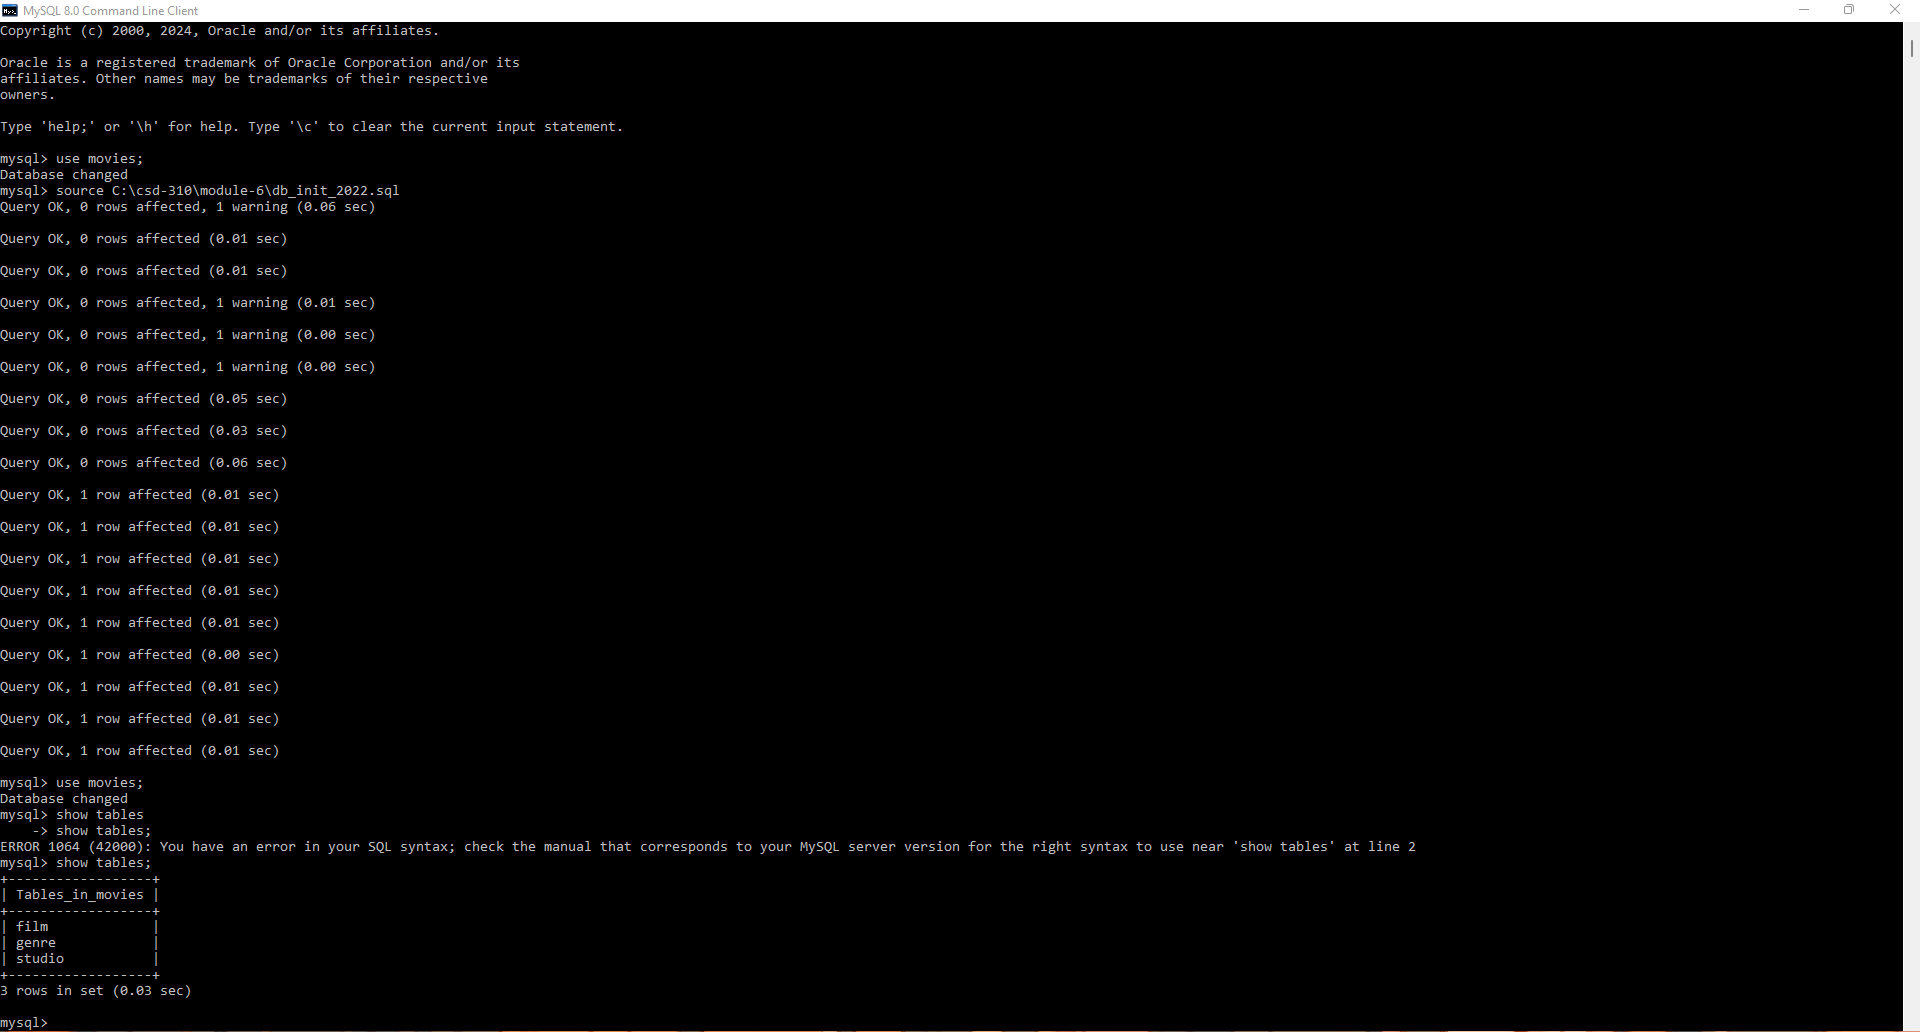 MySQL 8.0 Command Line Client
Copyright (c) 2000, 2024, Oracle and/or its affiliates.
Oracle is a registered trademark of Oracle Corporation and/or its
affiliates. Other names may be trademarks of their respective
owners.
Type 'help;' or '\h' for help. Type '\c' to clear the current input statement.
mysql> use movies;
Database changed
mysql> source C:\csd-310\module-6\db_init_2022.sql
Query OK, 0 rows affected, 1 warning (0.06 sec)
Query OK, 0 rows affected (0.01 sec)
Query OK, 0 rows affected (0.01 sec)
Query OK, 0 rows affected, 1 warning (0.01 sec)
Query OK, 0 rows affected, 1 warning (0.00 sec)
Query OK, 0 rows affected, 1 warning (0.00 sec)
Query OK, 0 rows affected (0.05 sec)
Query OK, 0 rows affected (0.03 sec)
Query OK, 0 rows affected (0.06 sec)
Query OK, 1 row affected (0.01 sec)
Query OK, 1 row affected (0.01 sec)
Query OK, 1 row affected (0.01 sec)
Query OK, 1 row affected (0.01 sec)
Query OK, 1 row affected (0.01 sec)
Query OK, 1 row affected (0.00 sec)
Query OK, 1 row affected (0.01 sec)
Query OK, 1 row affected (0.01 sec)
Query OK, 1 row affected (0.01 sec)
mysql> use movies;
Database changed
mysql> show tables
    -> show tables;
ERROR 1064 (42000): You have an error in your SQL syntax; check the manual that corresponds to your MySQL server version for the right syntax to use near 'show tables' at line 2
mysql> show tables;
+------------------+
| Tables_in_movies |
+------------------+
| film             |
| genre            |
| studio           |
+------------------+
3 rows in set (0.03 sec)
mysql>